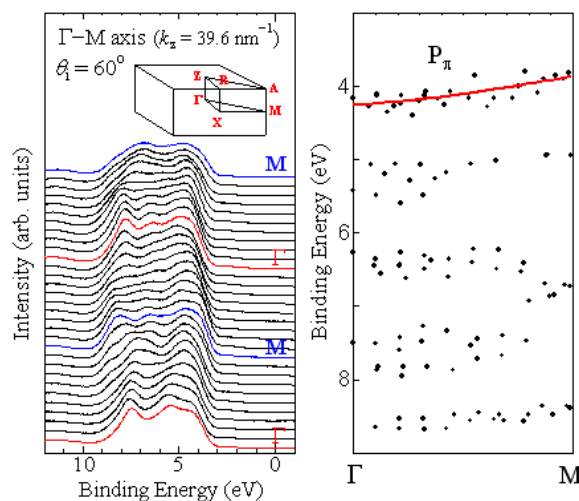 Γ−M axis (kz = 39.6 nm⁻¹)
θi = 60°
Z
R
A
Γ
M
X
M
Γ
M
Γ
Intensity (arb. units)
10
5
0
Binding Energy (eV)
Pπ
4
6
8
Binding Energy (eV)
Γ
M